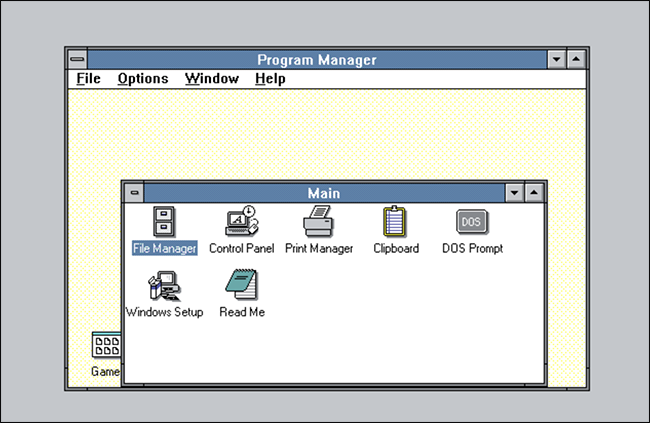 Program Manager
File Options Window Help
Main
File Manager Control Panel Print Manager Clipboard DOS Prompt
DOS
Windows Setup Read Me
Game